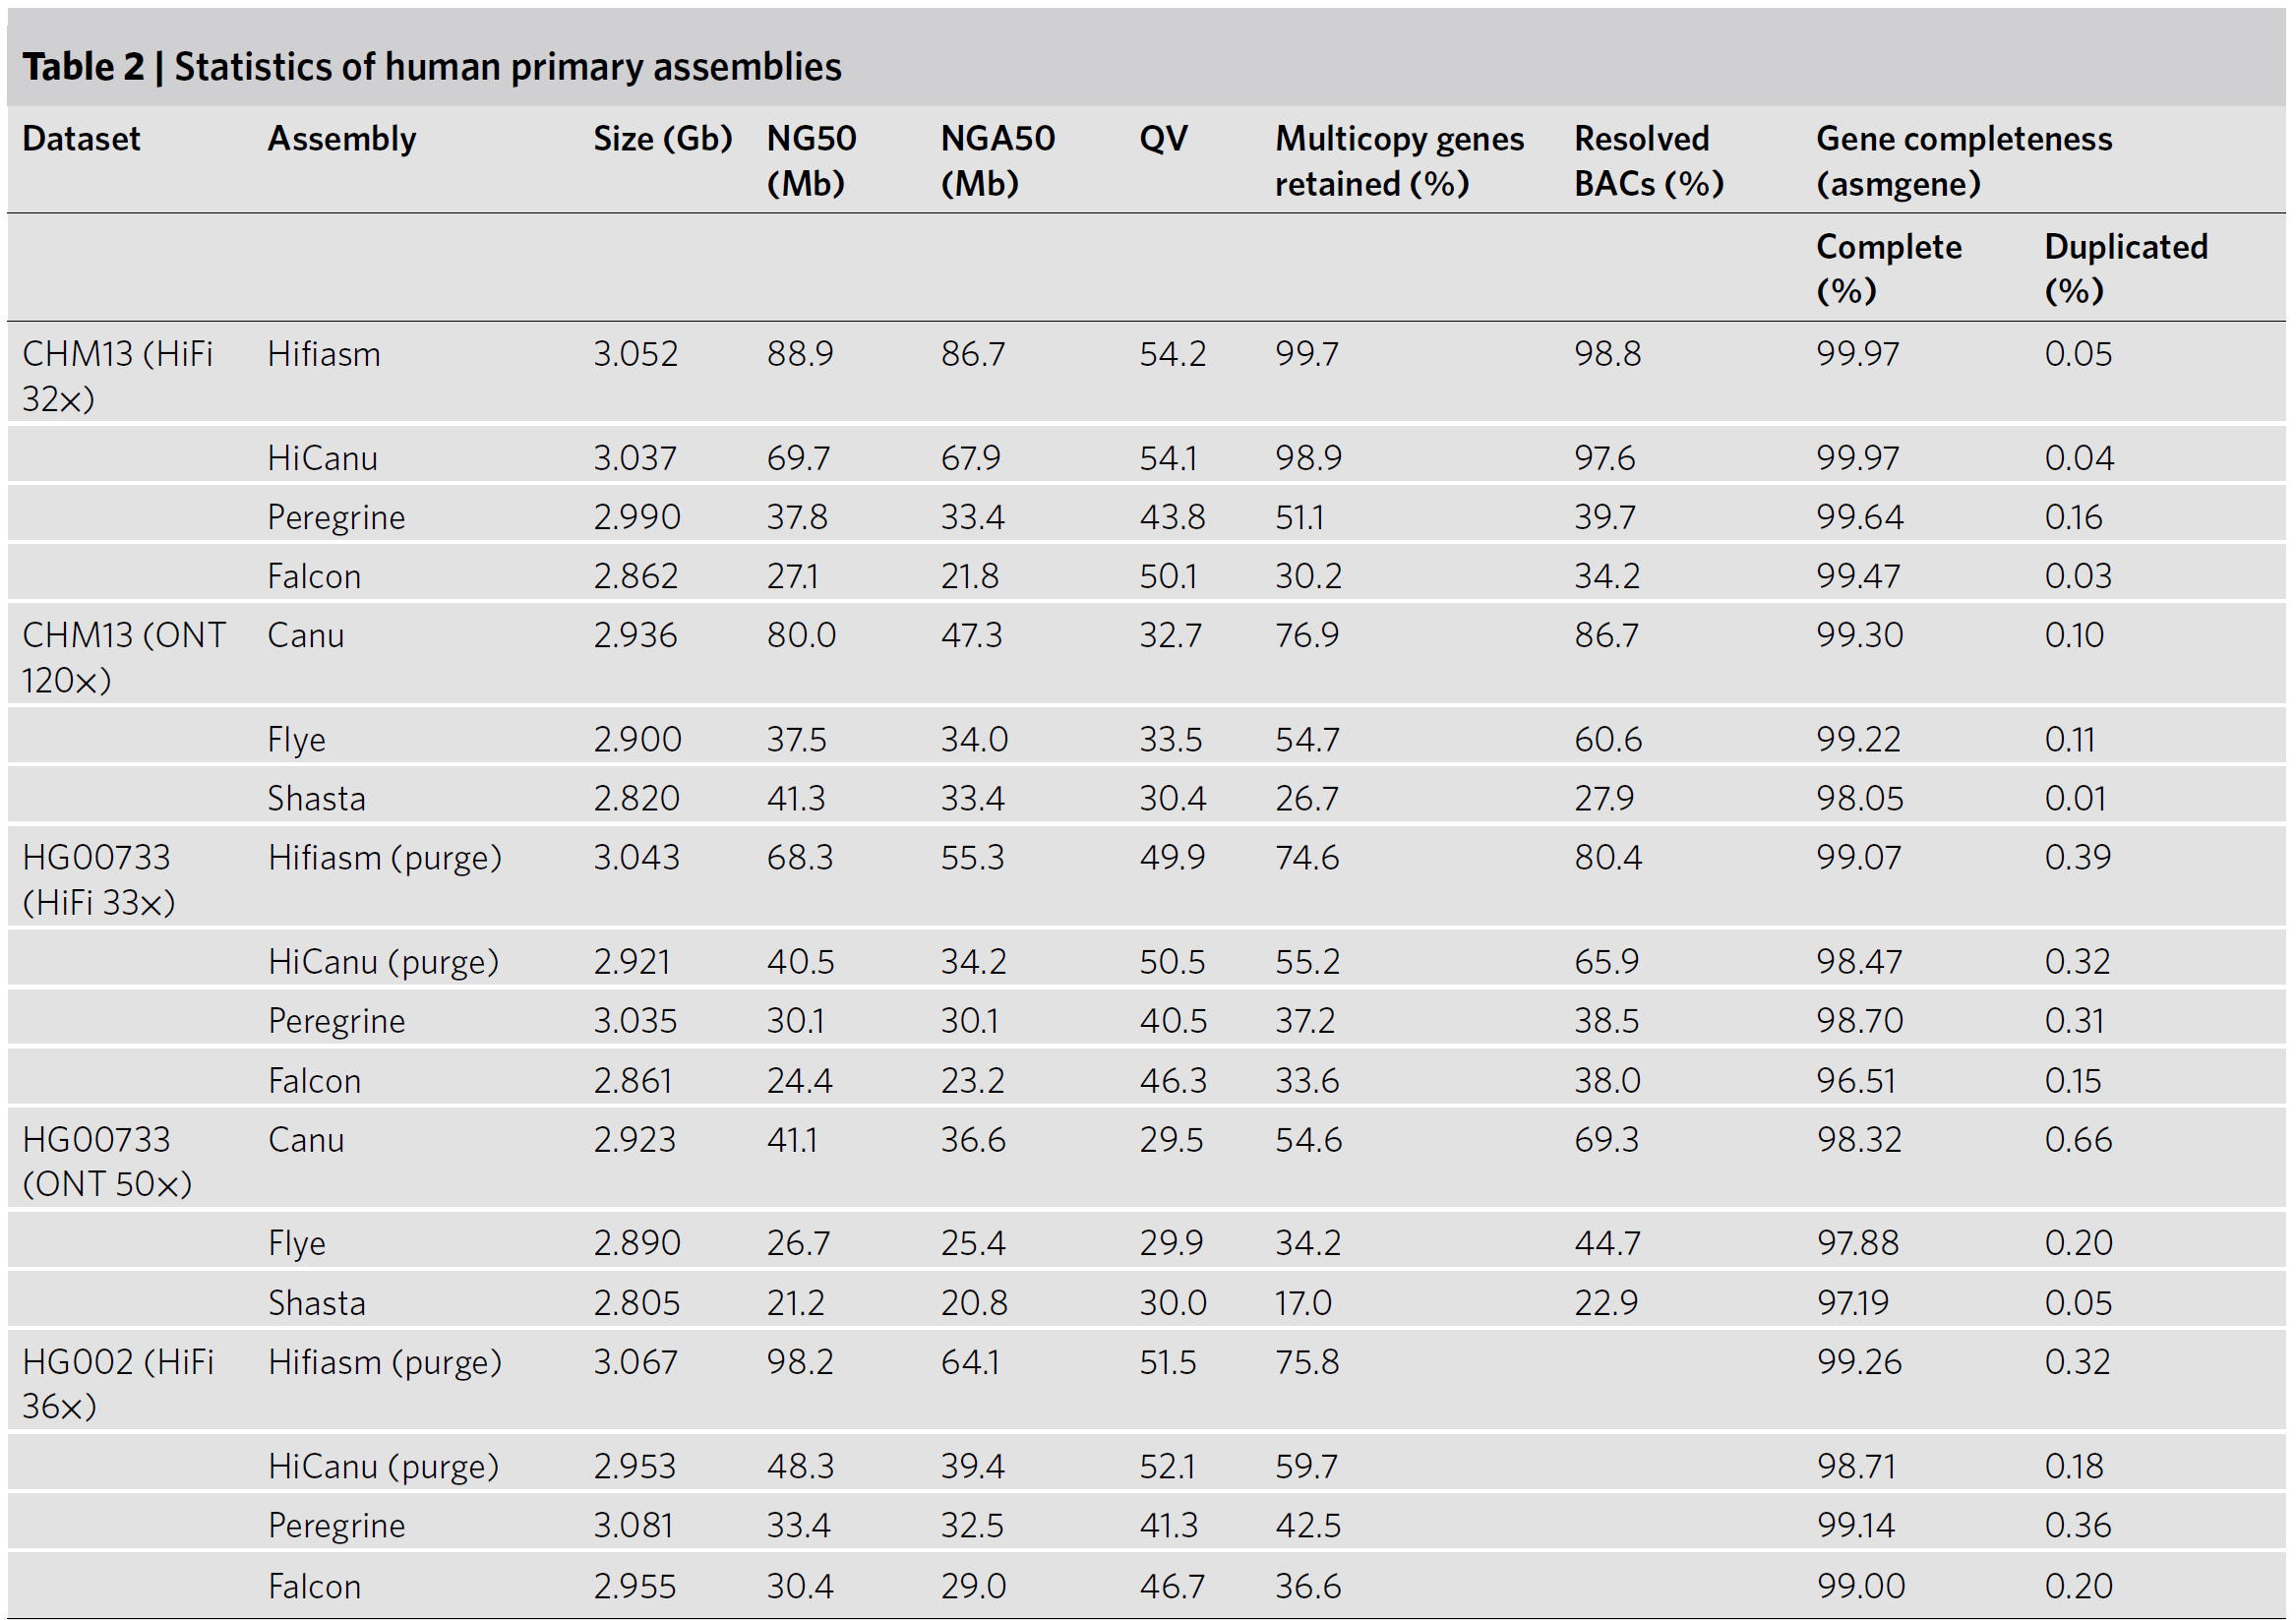 Table 2 | Statistics of human primary assemblies
Dataset Assembly Size (Gb) NG50 (Mb) NGA50 (Mb) QV Multicopy genes retained (%) Resolved BACs (%) Gene completeness (asmgene)
Complete (%) Duplicated (%)
CHM13 (HiFi 32×) Hifiasm 3.052 88.9 86.7 54.2 99.7 98.8 99.97 0.05
HiCanu 3.037 69.7 67.9 54.1 98.9 97.6 99.97 0.04
Peregrine 2.990 37.8 33.4 43.8 51.1 39.7 99.64 0.16
Falcon 2.862 27.1 21.8 50.1 30.2 34.2 99.47 0.03
CHM13 (ONT 120×) Canu 2.936 80.0 47.3 32.7 76.9 86.7 99.30 0.10
Flye 2.900 37.5 34.0 33.5 54.7 60.6 99.22 0.11
Shasta 2.820 41.3 33.4 30.4 26.7 27.9 98.05 0.01
HG00733 (HiFi 33×) Hifiasm (purge) 3.043 68.3 55.3 49.9 74.6 80.4 99.07 0.39
HiCanu (purge) 2.921 40.5 34.2 50.5 55.2 65.9 98.47 0.32
Peregrine 3.035 30.1 30.1 40.5 37.2 38.5 98.70 0.31
Falcon 2.861 24.4 23.2 46.3 33.6 38.0 96.51 0.15
HG00733 (ONT 50×) Canu 2.923 41.1 36.6 29.5 54.6 69.3 98.32 0.66
Flye 2.890 26.7 25.4 29.9 34.2 44.7 97.88 0.20
Shasta 2.805 21.2 20.8 30.0 17.0 22.9 97.19 0.05
HG002 (HiFi 36×) Hifiasm (purge) 3.067 98.2 64.1 51.5 75.8 99.26 0.32
HiCanu (purge) 2.953 48.3 39.4 52.1 59.7 98.71 0.18
Peregrine 3.081 33.4 32.5 41.3 42.5 99.14 0.36
Falcon 2.955 30.4 29.0 46.7 36.6 99.00 0.20